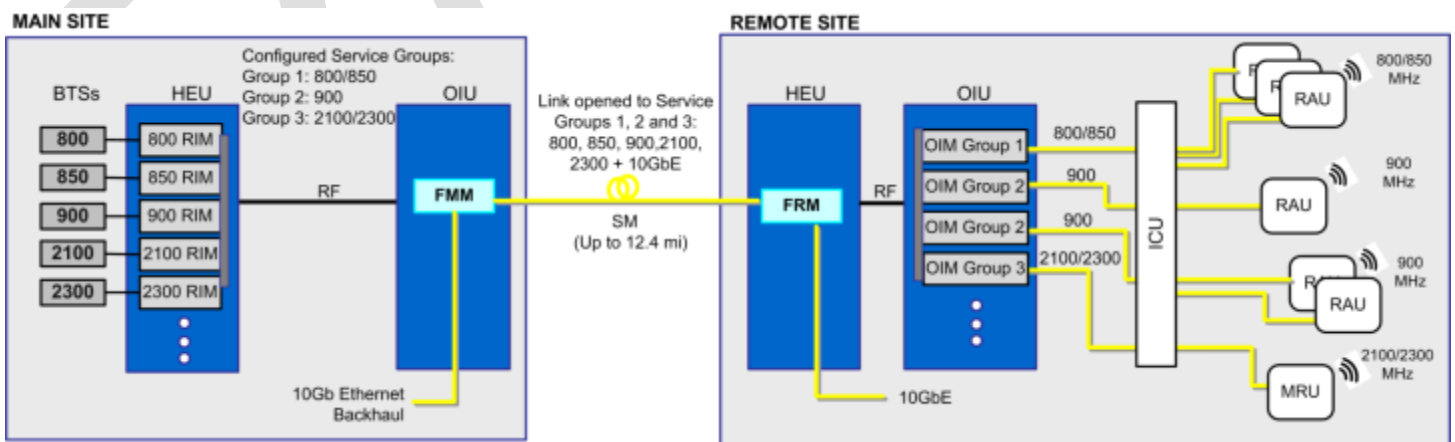 MAIN SITE
Configured Service Groups:
Group 1: 800/850
Group 2: 900
Group 3: 2100/2300
BTSs
HEU
OIU
800
800 RIM
850
850 RIM
900
900 RIM
2100
2100 RIM
2300
2300 RIM
RF
FMM
10Gb Ethernet
Backhaul
Link opened to Service
Groups 1, 2 and 3:
800, 850, 900,2100,
2300 + 10GbE
SM
(Up to 12.4 mi)
REMOTE SITE
HEU
OIU
FRM
RF
10GbE
OIM Group 1
OIM Group 2
OIM Group 2
OIM Group 3
800/850
900
900
2100/2300
ICU
R
R
RAU
800/850
MHz
RAU
900
MHz
R
RAU
900
MHz
MRU
2100/2300
MHz